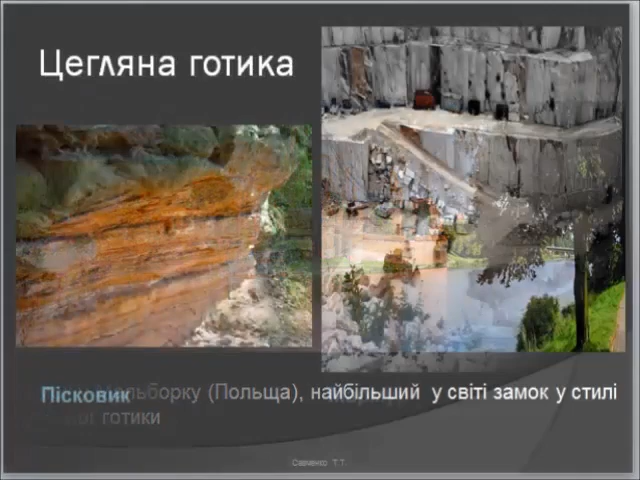 Цегляна готика
Пісковик
льборку (Польща), найбільший у світі замок у стилі
готики
Савченко Т.Т.